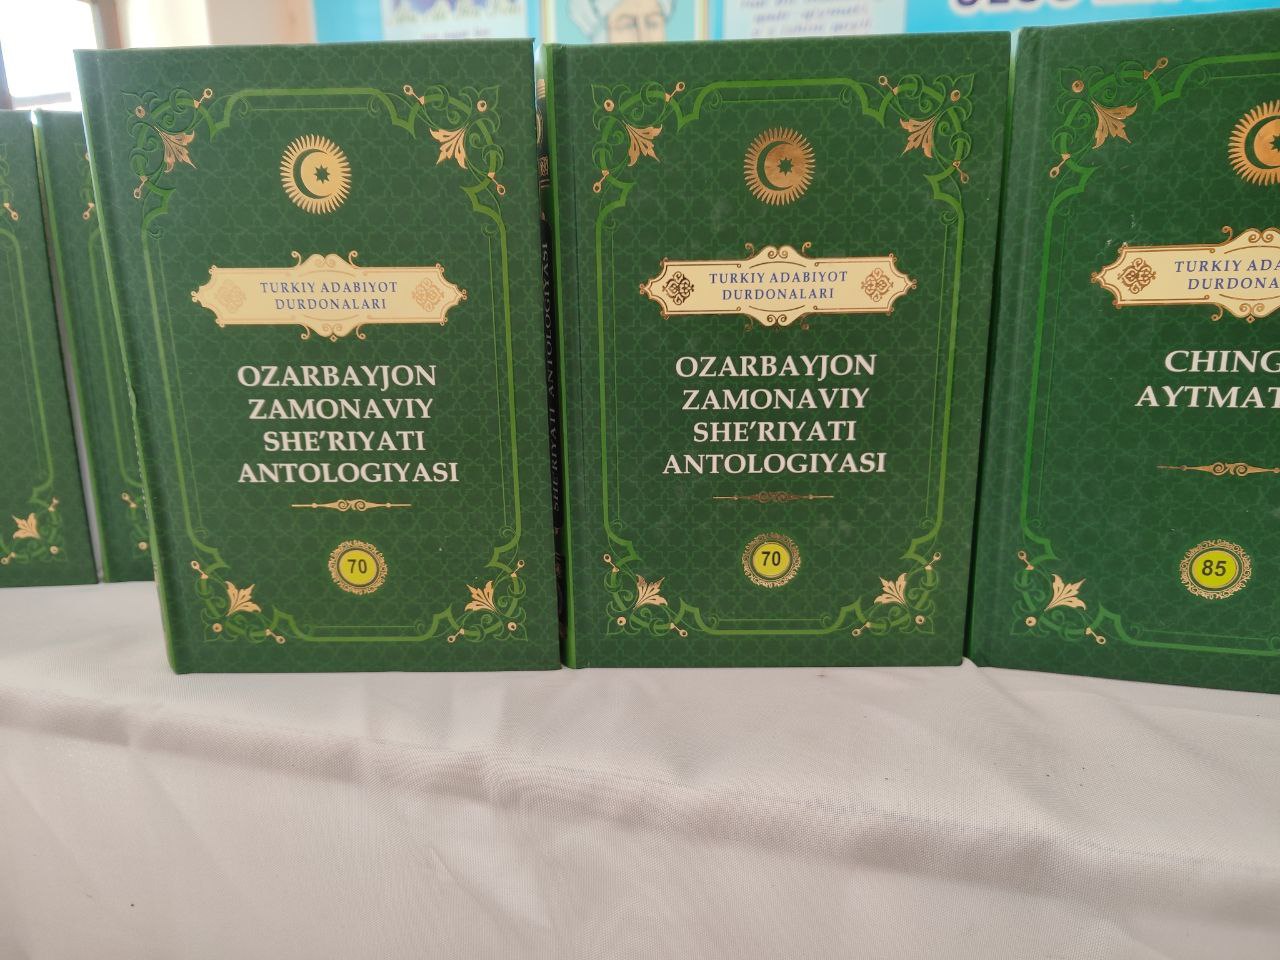 TURKIY ADABIYOT
DURDONALARI
OZARBAYJON
ZAMONAVIY
SHE'RIYATI
ANTOLOGIYASI
70
SHE'RIYATI ANTOLOGIYASI
TURKIY ADABIYOT
DURDONALARI
OZARBAYJON
ZAMONAVIY
SHE'RIYATI
ANTOLOGIYASI
70
TURKIY ADA
DURDONA
CHING
AYTMAT
85